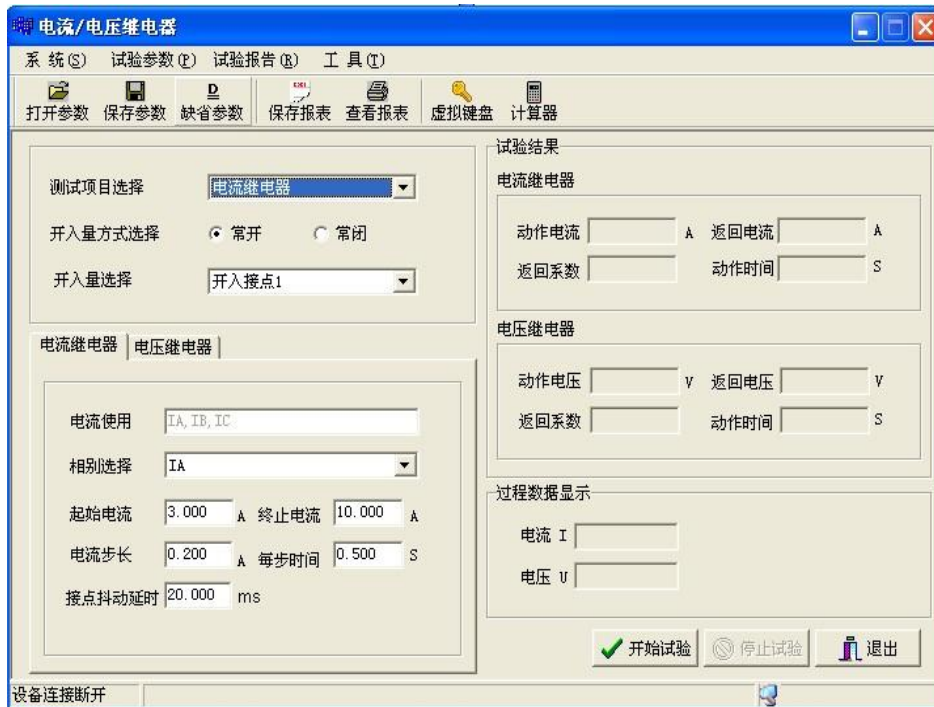 电流/电压继电器
系 统(S) 试验参数(P) 试验报告(R) 工 具(T)
打开参数 保存参数 D 缺省参数 保存报表 查看报表 虚拟键盘 计算器
测试项目选择 电流继电器
开入量方式选择 常开 常闭
开入量选择 开入接点1
电流继电器 电压继电器
电流使用 IA,IB,IC
相别选择 IA
起始电流 3.000 A 终止电流 10.000 A
电流步长 0.200 A 每步时间 0.500 S
接点抖动延时 20.000 ms
试验结果
电流继电器
动作电流 A 返回电流 A
返回系数 动作时间 S
电压继电器
动作电压 V 返回电压 V
返回系数 动作时间 S
过程数据显示
电流 I
电压 U
开始试验 停止试验 退出
设备连接断开